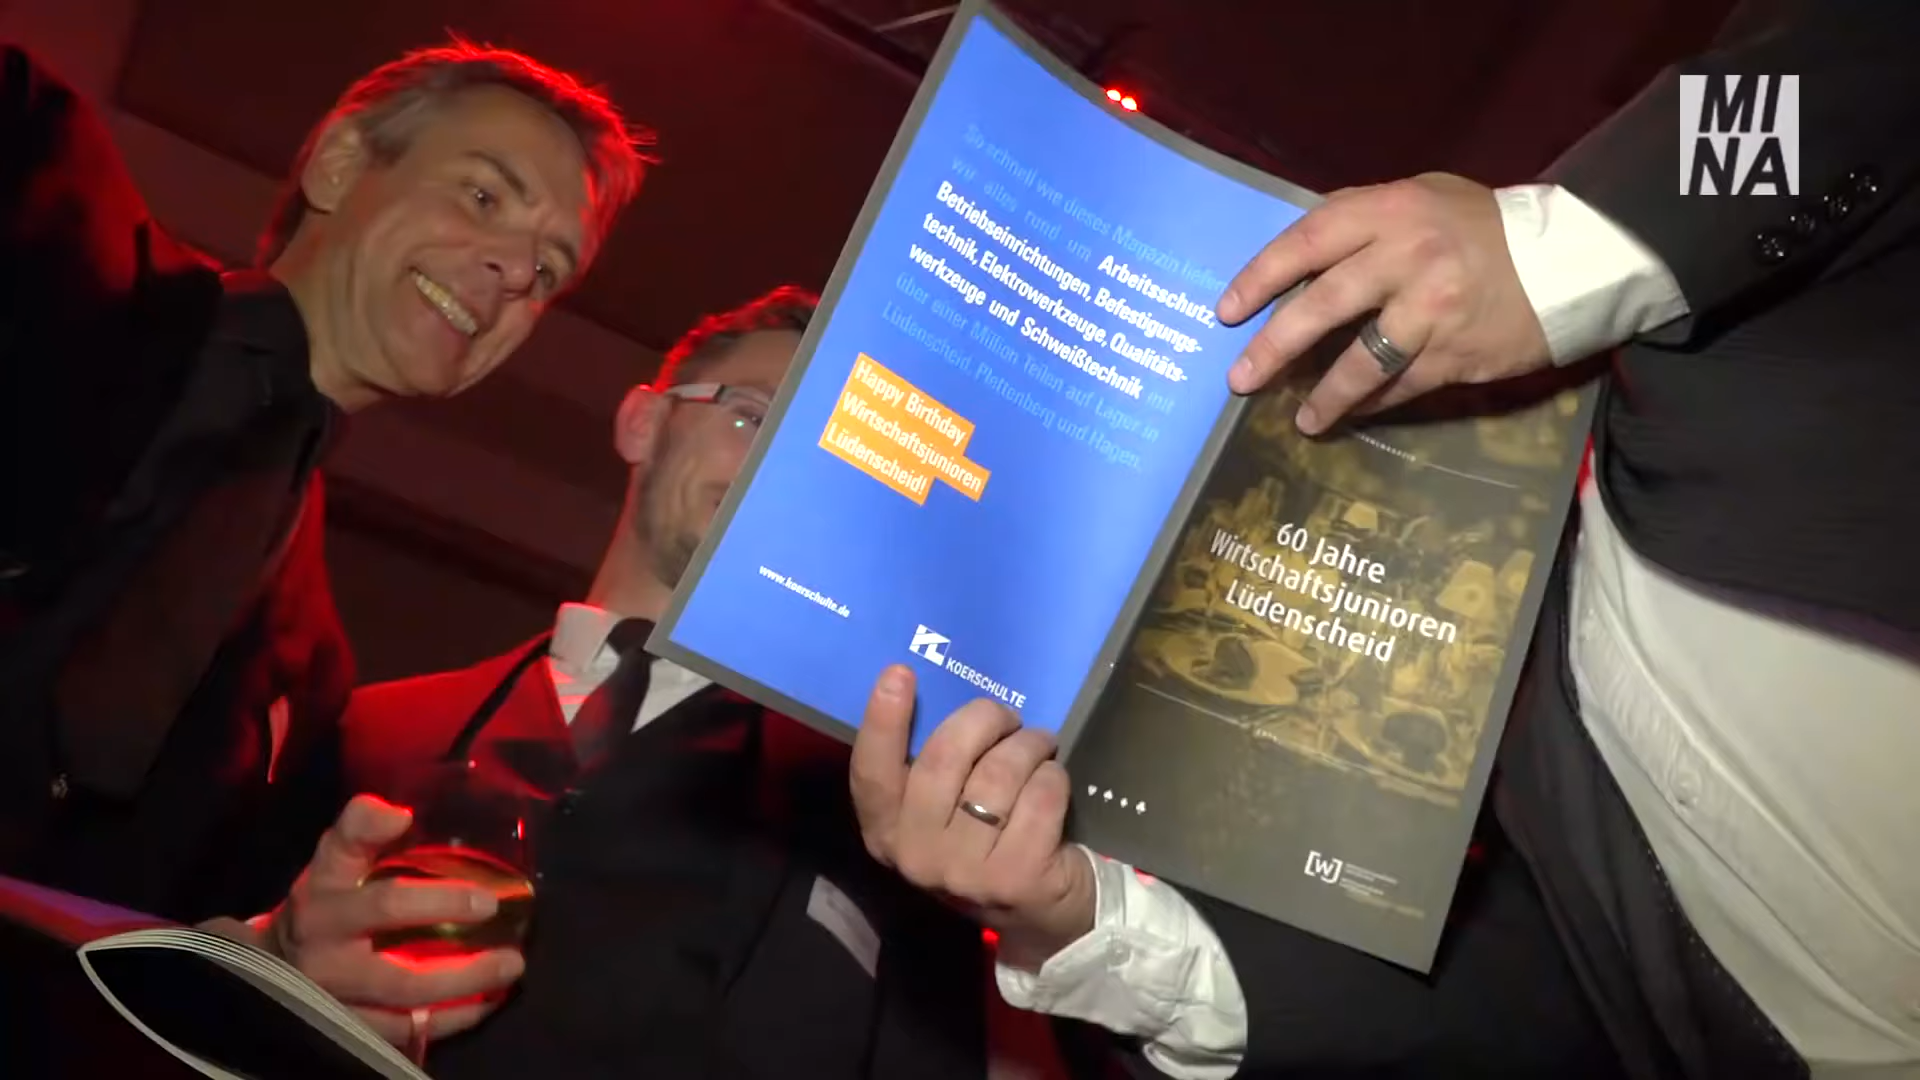 MI
NA
So schnell wie dieses Magazin liefern
wir alles rund um Arbeitsschutz,
Betriebseinrichtungen, Befestigungs-
technik, Elektrowerkzeuge, Qualitäts-
werkzeuge und Schweißtechnik mit
über einer Million Teilen auf Lager in
Lüdenscheid, Plettenberg und Hagen.
Happy Birthday
Wirtschaftsjunioren
Lüdenscheid!
www.koerschulte.de
KOERSCHULTE
60 Jahre
Wirtschaftsjunioren
Lüdenscheid
[W]